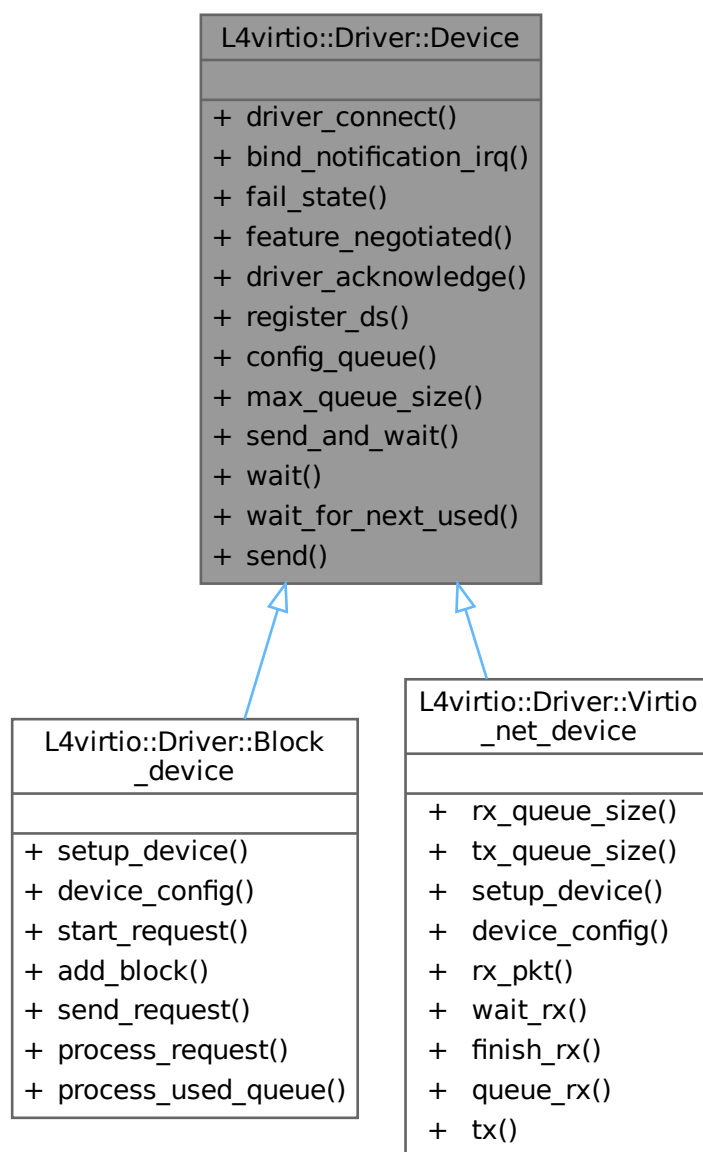 L4virtio::Driver::Device
+ driver_connect()
+ bind_notification_irq()
+ fail_state()
+ feature_negotiated()
+ driver_acknowledge()
+ register_ds()
+ config_queue()
+ max_queue_size()
+ send_and_wait()
+ wait()
+ wait_for_next_used()
+ send()
L4virtio::Driver::Block
_device
+ setup_device()
+ device_config()
+ start_request()
+ add_block()
+ send_request()
+ process_request()
+ process_used_queue()
L4virtio::Driver::Virtio
_net_device
+ rx_queue_size()
+ tx_queue_size()
+ setup_device()
+ device_config()
+ rx_pkt()
+ wait_rx()
+ finish_rx()
+ queue_rx()
+ tx()